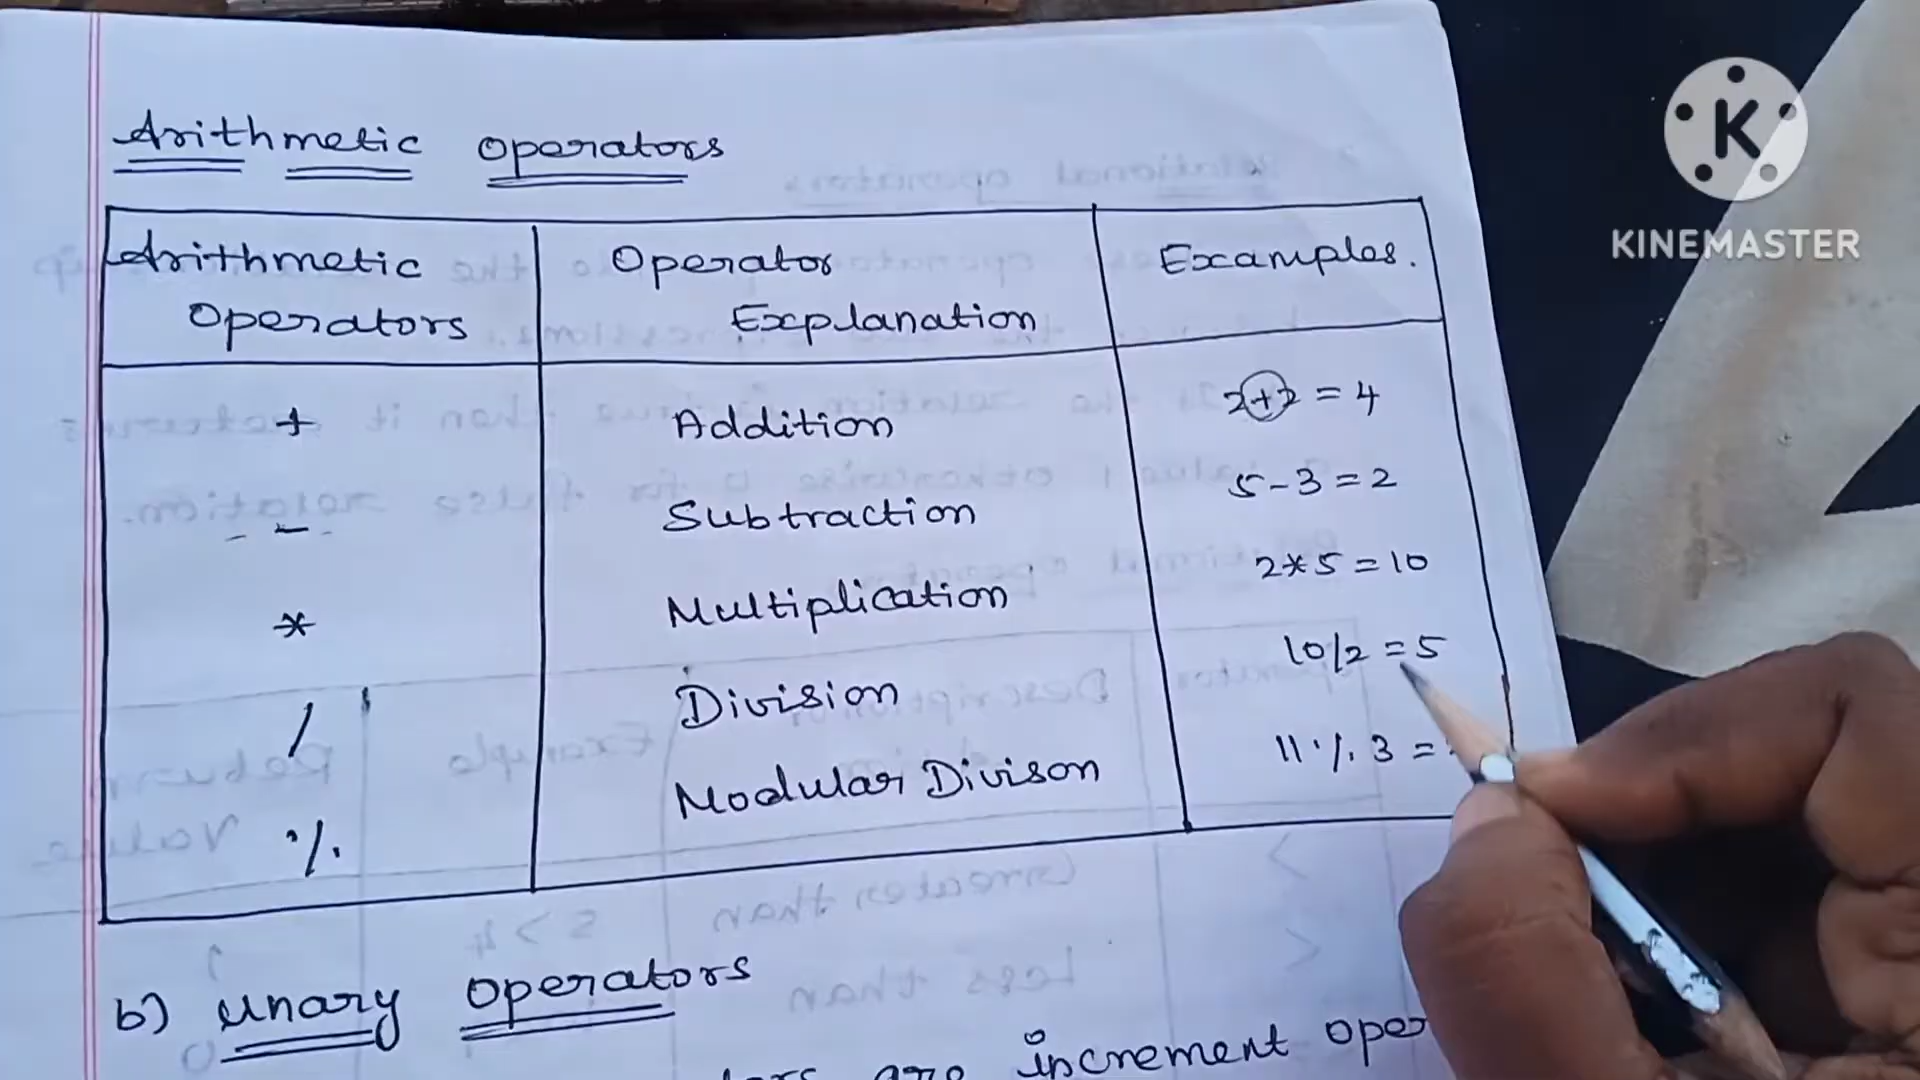 Arithmetic Operators
Arithmetic Operators
Operator Explanation
Examples.
+ Addition 2+2 = 4
- Subtraction 5-3=2
* Multiplication 2*5=10
/ Division 10/2=5
% Modular Divison 11 % 3 =
b) Unary Operators
are increment
KINEMASTER